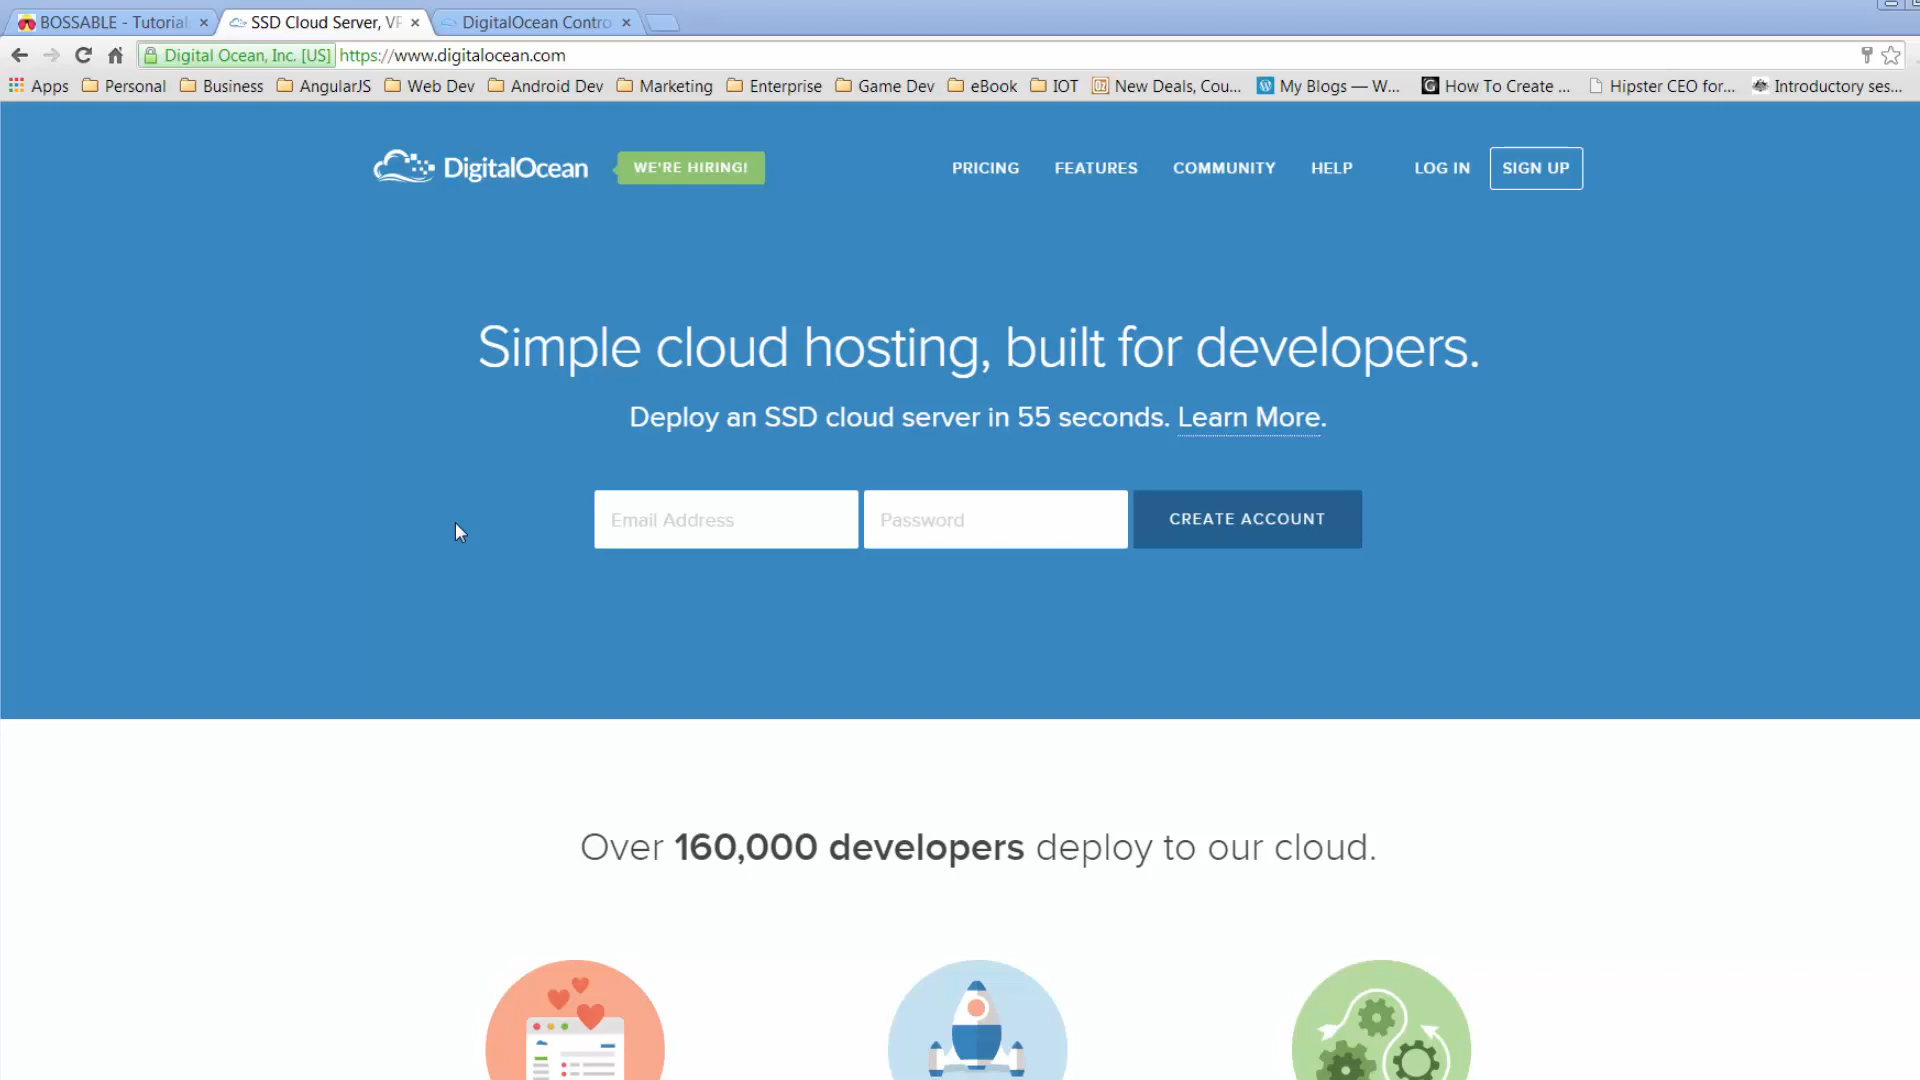 BOSSABLE - Tutorial
SSD Cloud Server, VP
DigitalOcean Contro
Digital Ocean, Inc. [US] https://www.digitalocean.com
Apps Personal Business AngularJS Web Dev Android Dev Marketing Enterprise Game Dev eBook IOT New Deals, Cou... My Blogs — W... How To Create ... Hipster CEO for... Introductory ses...
DigitalOcean WE'RE HIRING! PRICING FEATURES COMMUNITY HELP LOG IN SIGN UP
Simple cloud hosting, built for developers.
Deploy an SSD cloud server in 55 seconds. Learn More.
Email Address Password CREATE ACCOUNT
Over 160,000 developers deploy to our cloud.